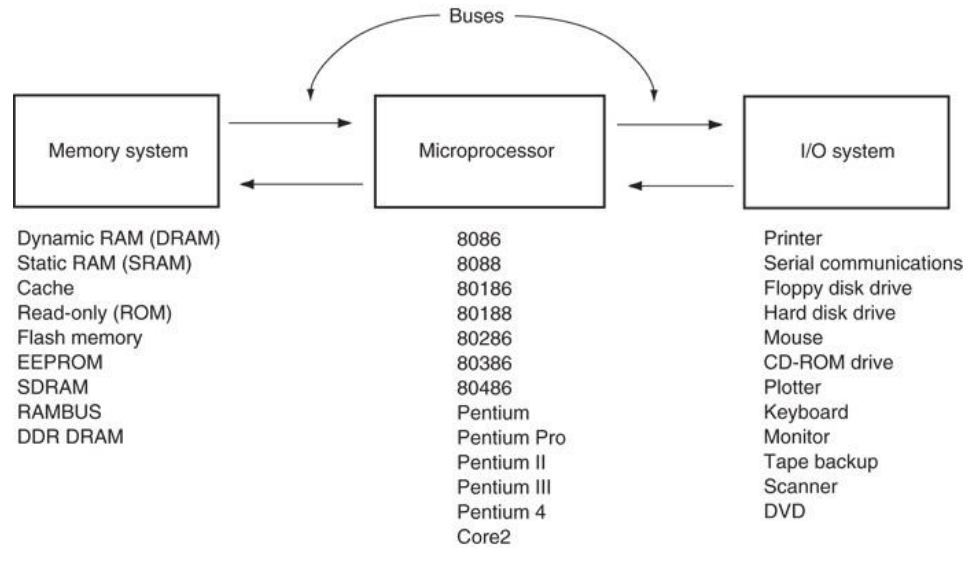 Buses
Memory system
Microprocessor
I/O system
Dynamic RAM (DRAM)
Static RAM (SRAM)
Cache
Read-only (ROM)
Flash memory
EEPROM
SDRAM
RAMBUS
DDR DRAM
8086
8088
80186
80188
80286
80386
80486
Pentium
Pentium Pro
Pentium II
Pentium III
Pentium 4
Core2
Printer
Serial communications
Floppy disk drive
Hard disk drive
Mouse
CD-ROM drive
Plotter
Keyboard
Monitor
Tape backup
Scanner
DVD